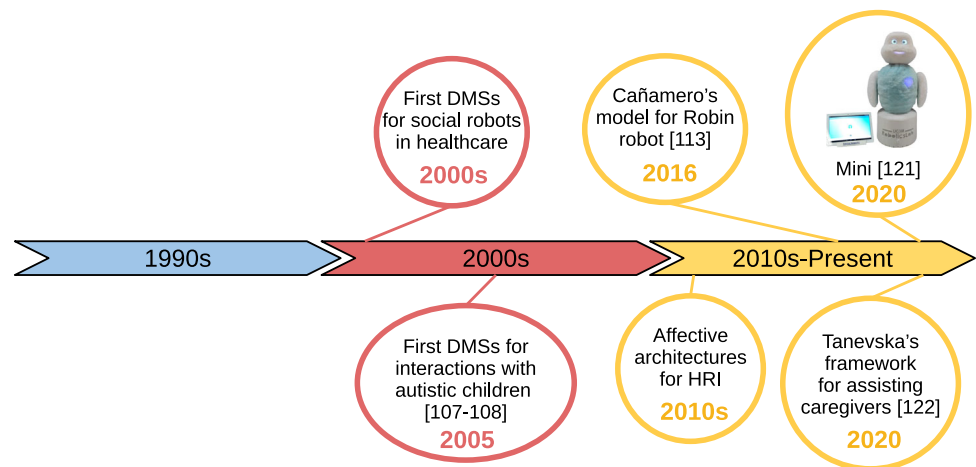 First DMSs
for social robots
in healthcare
2000s
Cañamero's
model for Robin
robot [113]
2016
Mini [121]
2020
1990s
2000s
2010s-Present
First DMSs for
interactions with
autistic children
[107-108]
2005
Affective
architectures
for HRI
2010s
Tanevska's
framework
for assisting
caregivers [122]
2020